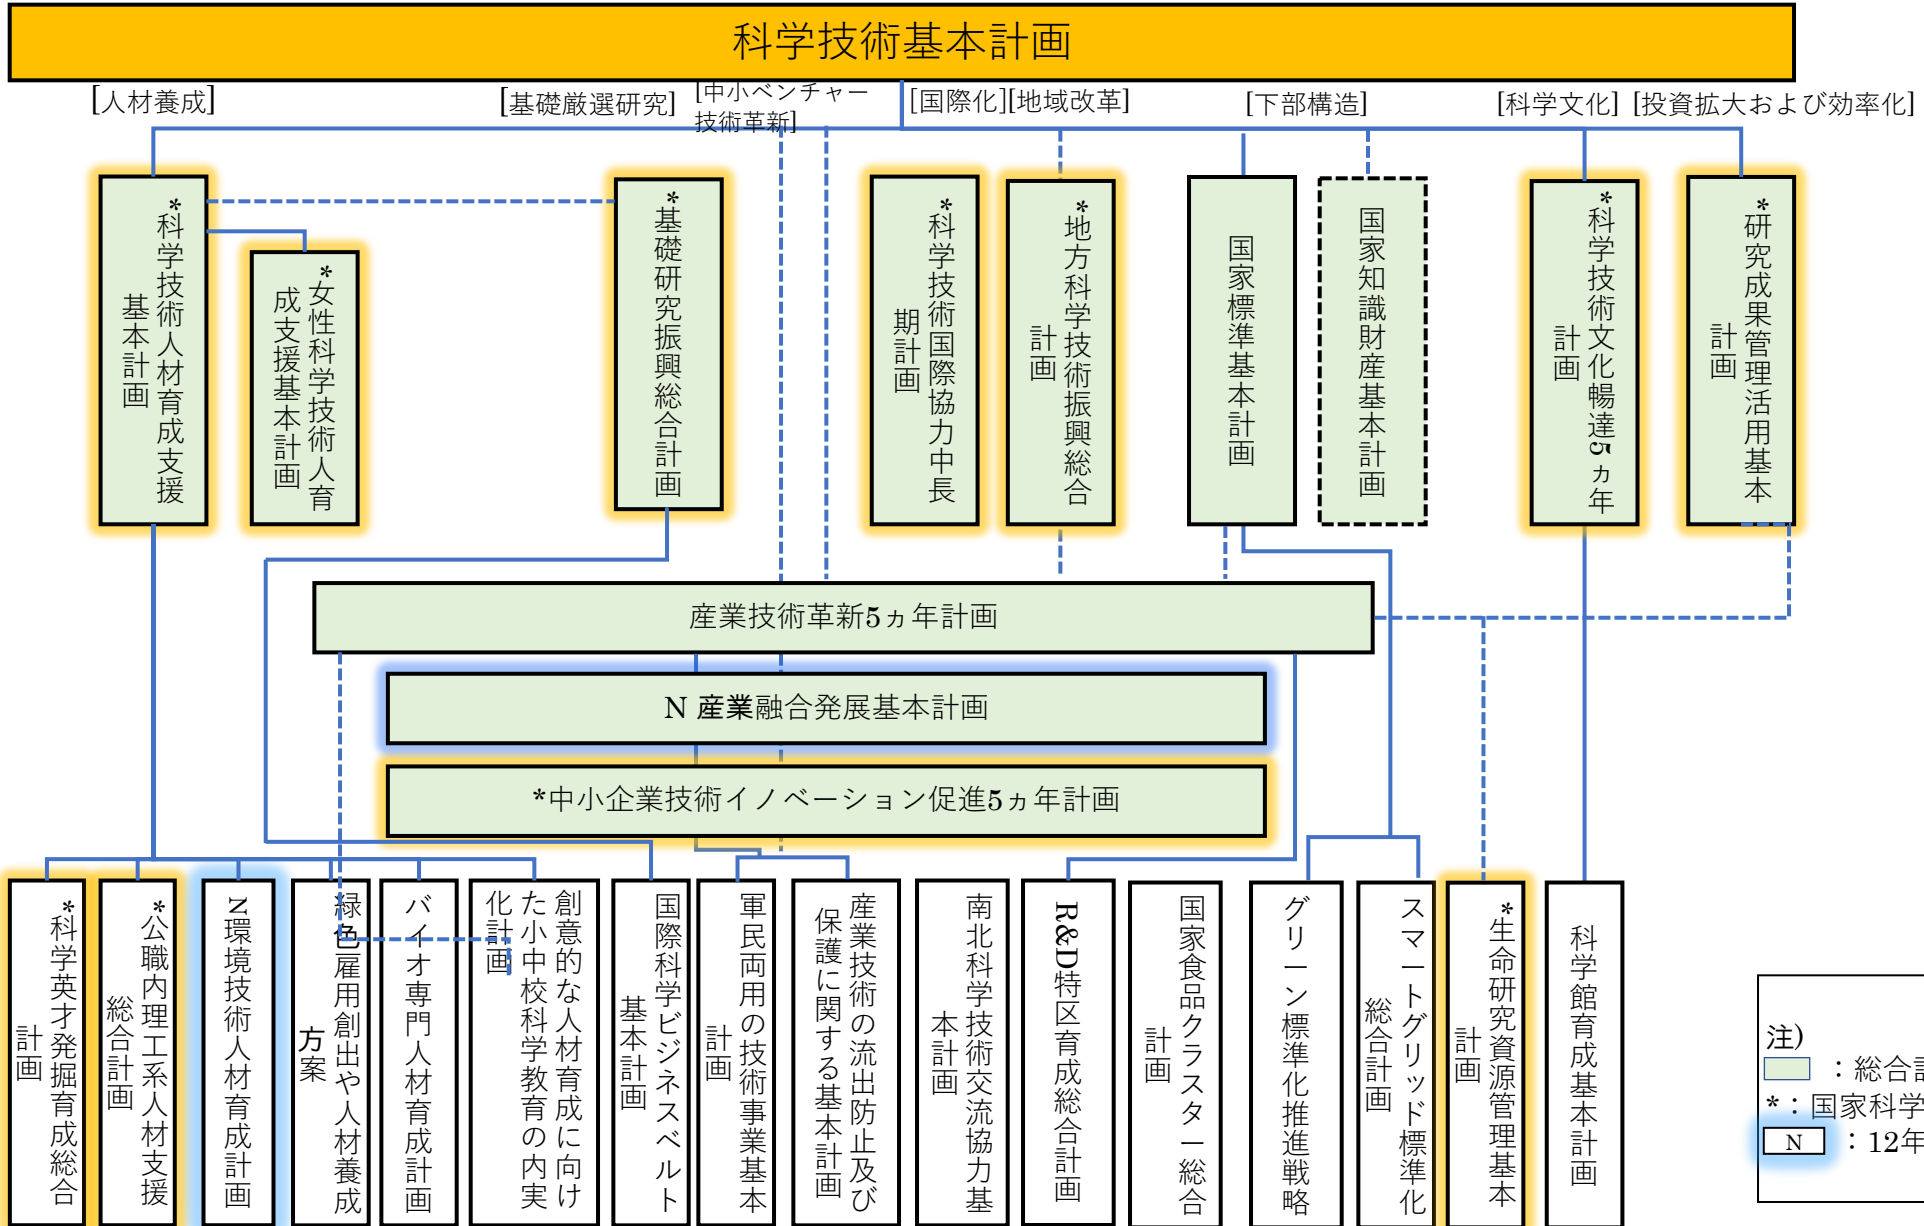 科学技術基本計画
[人材養成]
[基礎厳選研究]
[中小ベンチャー
技術革新]
[国際化]
[地域改革]
[下部構造]
[科学文化]
[投資拡大および効率化]
*科学技術人材育成支援
基本計画
*女性科学技術人育
成支援基本計画
*基礎研究振興総合計画
*科学技術国際協力中長
期計画
*地方科学技術振興総合
計画
国家標準基本計画
国家知識財産基本計画
*科学技術文化暢達5ヵ年
計画
*研究成果管理活用基本
計画
産業技術革新5ヵ年計画
N 産業融合発展基本計画
*中小企業技術イノベーション促進5ヵ年計画
*科学英才発掘育成総合
計画
*公職内理工系人材支援
総合計画
N環境技術人材育成計画
緑色雇用創出や人材養成
方案
バイオ専門人材育成計画
創意的な人材育成に向け
た小中校科学教育の内実
化計画
国際科学ビジネスベルト
基本計画
軍民両用の技術事業基本
計画
産業技術の流出防止及び
保護に関する基本計画
南北科学技術交流協力基
本計画
R&D特区育成総合計画
国家食品クラスター総合
計画
グリーン標準化推進戦略
スマートグリッド標準化
総合計画
*生命研究資源管理基本
計画
科学館育成基本計画
注)
：総合
*：国家科学
N ：12年